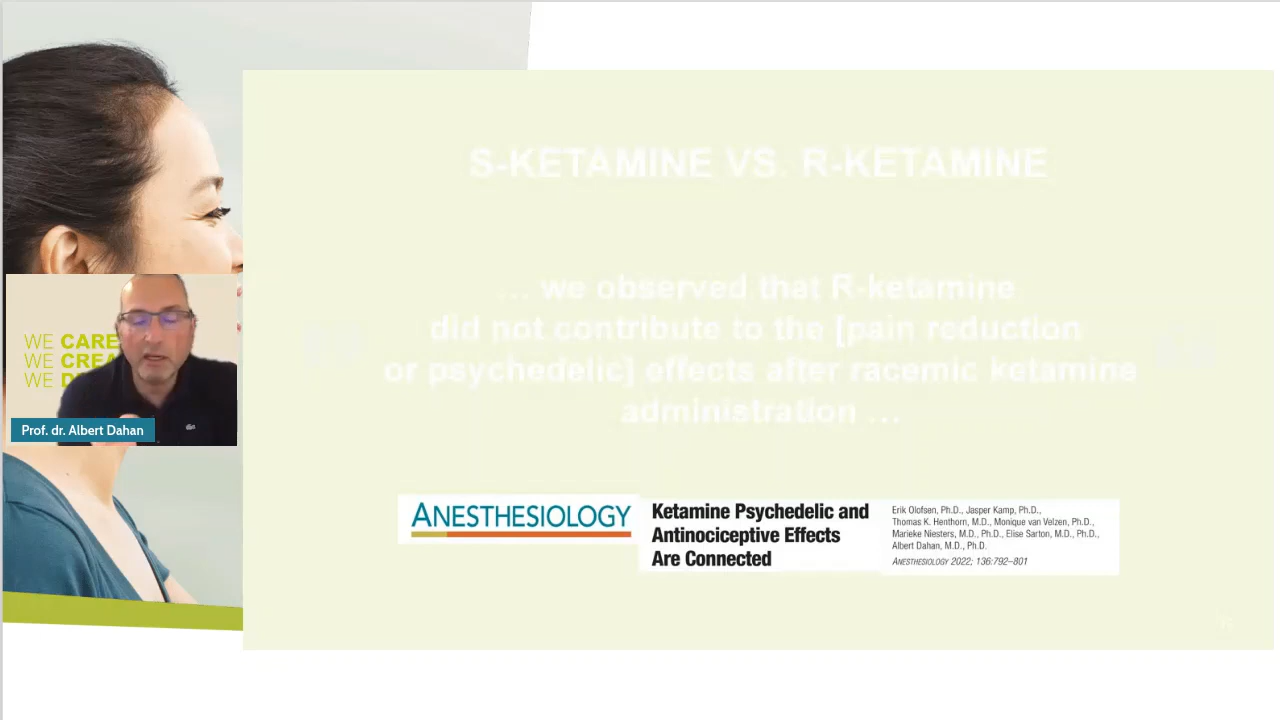 S-KETAMINE VS. R-KETAMINE
... we observed that R-ketamine
did not contribute to the [pain reduction
or psychedelic] effects after racemic ketamine
administration ...
WE CARE
WE CREA
WE D
Prof. dr. Albert Dahan
ANESTHESIOLOGY
Ketamine Psychedelic and
Antinociceptive Effects
Are Connected
Erik Olofsen, Ph.D., Jasper Kamp, Ph.D.,
Thomas K. Henthorn, M.D., Monique van Velzen, Ph.D.,
Marieke Niesters, M.D., Ph.D., Elise Sarton, M.D., Ph.D.,
Albert Dahan, M.D., Ph.D.
ANESTHESIOLOGY 2022; 136:792–801